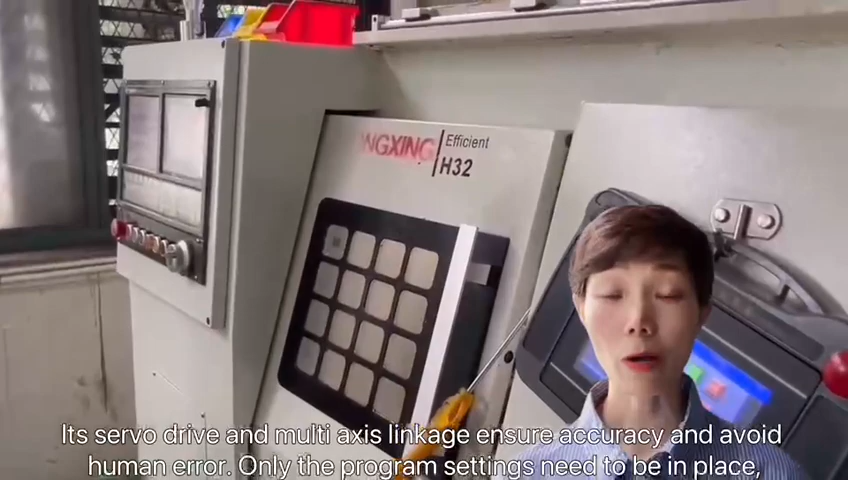 Efficient
H32
Its servo drive and multi axis linkage ensure accuracy and avoid
human error. Only the program settings need to be in place,